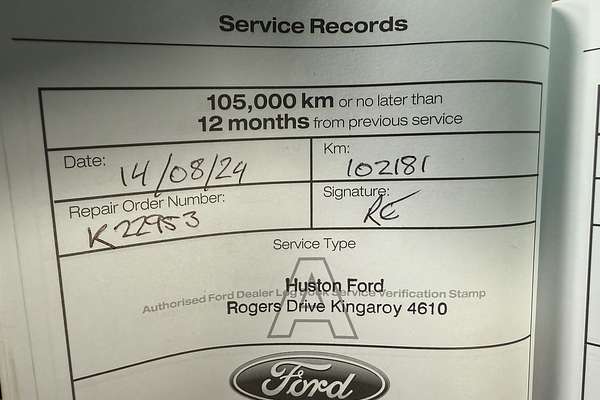 Service Records
105,000 km or no later than
12 months from previous service
Date: 14/08/24
Km: 102181
Repair Order Number: K22953
Signature: RC
Service Type
A
Huston Ford
Authorised Ford Dealer Log Book Service Verification Stamp
Rogers Drive Kingaroy 4610
Ford